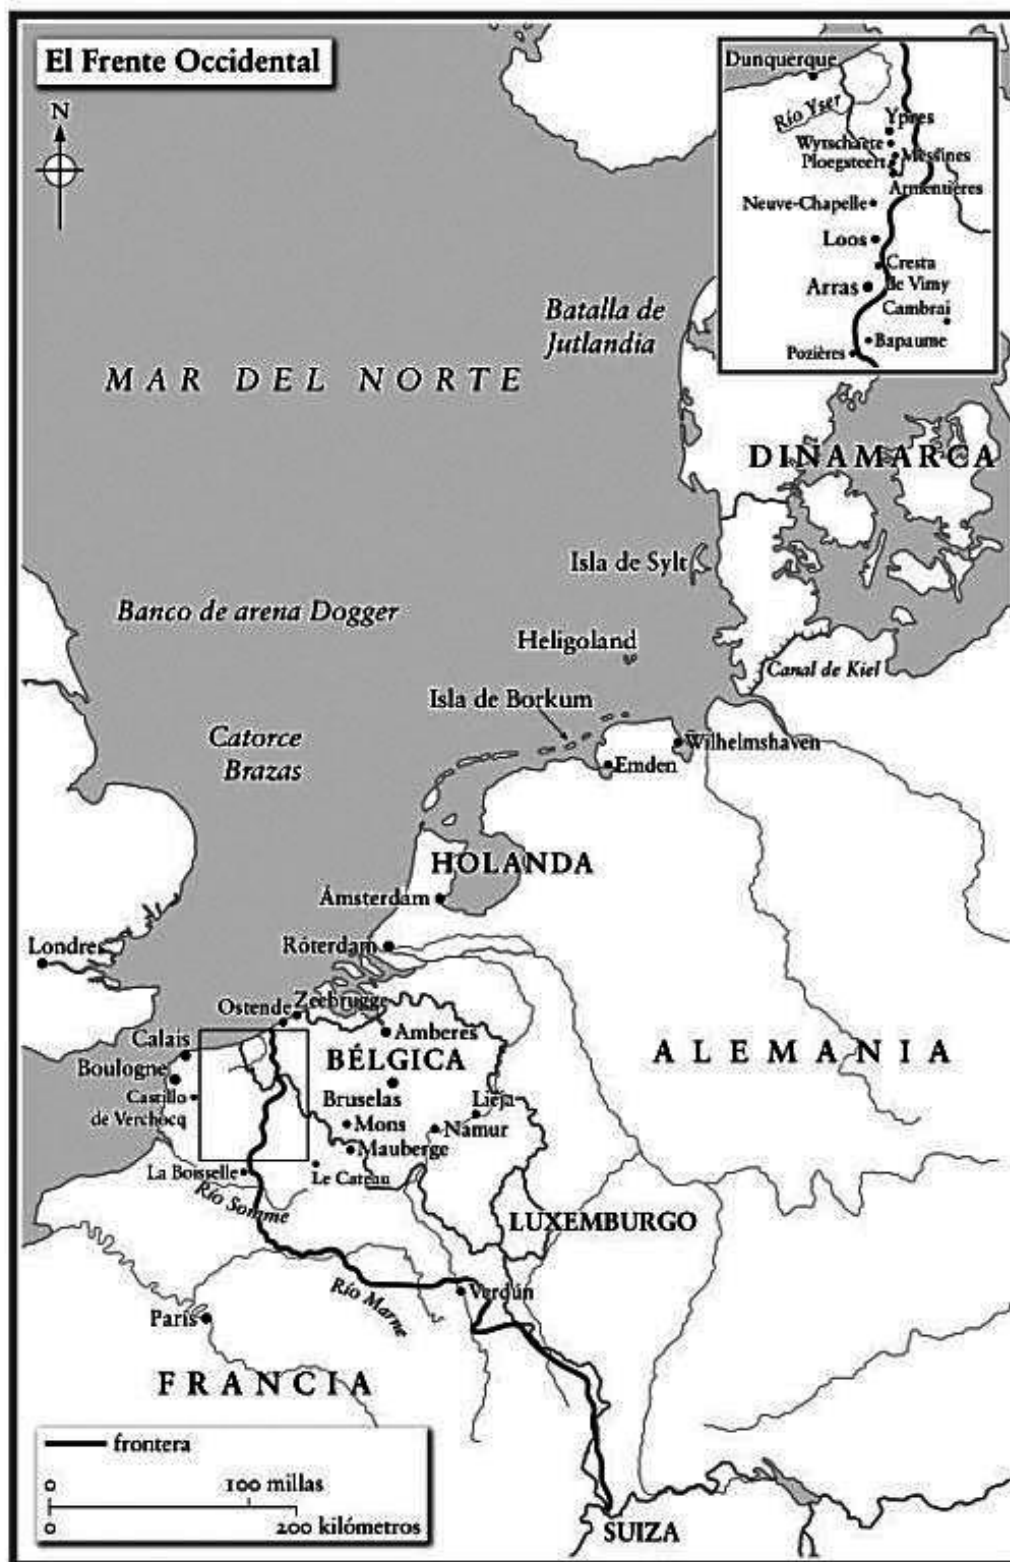 El Frente Occidental
N
Dunquerque
Río Yser
Ypres
Wytschaete
Ploegsteert
Messines
Armentières
Neuve-Chapelle
Loos
Cresta
de Vimy
Arras
Cambrai
Bapaume
Pozières
Batalla de
Jutlandia
MAR DEL NORTE
DINAMARCA
Isla de Sylt
Banco de arena Dogger
Heligoland
Canal de Kiel
Isla de Borkum
Catorce
Brazas
Wilhelmshaven
Emden
HOLANDA
Ámsterdam
Londres
Róterdam
Zeebrugge
Ostende
Amberes
Calais
BÉLGICA
ALEMANIA
Boulogne
Bruselas
Lieja
Castillo
de Verchocq
Mons
Namur
Mauberge
La Boisselle
Le Cateau
Río Somme
LUXEMBURGO
Río Marne
Verdún
París
FRANCIA
frontera
0 100 millas
0 200 kilómetros
SUIZA